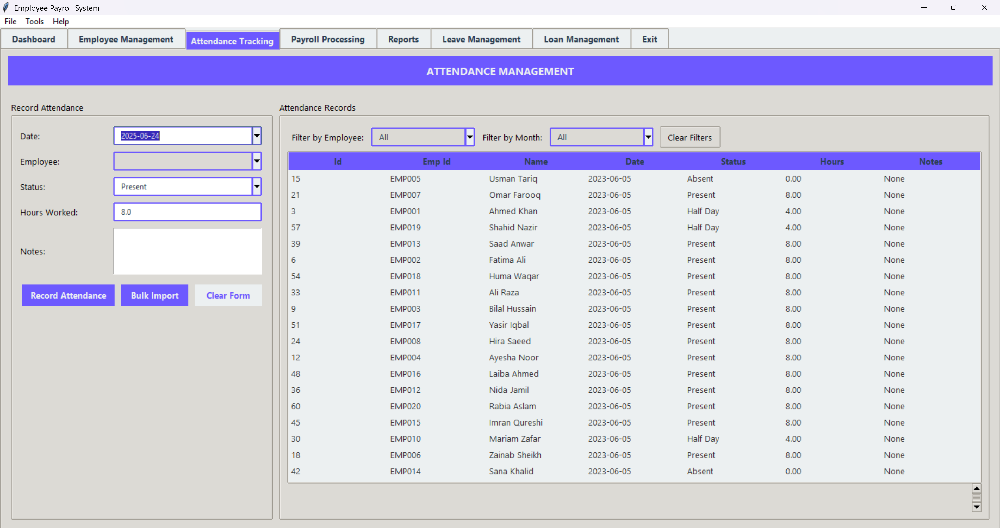 Employee Payroll System
File Tools Help
Dashboard Employee Management Attendance Tracking Payroll Processing Reports Leave Management Loan Management Exit
ATTENDANCE MANAGEMENT
Record Attendance
Date: 2025-06-24
Employee:
Status: Present
Hours Worked: 8.0
Notes:
Record Attendance Bulk Import Clear Form
Attendance Records
Filter by Employee: All Filter by Month: All Clear Filters
Id Emp Id Name Date Status Hours Notes
15 EMP005 Usman Tariq 2023-06-05 Absent 0.00 None
21 EMP007 Omar Farooq 2023-06-05 Present 8.00 None
3 EMP001 Ahmed Khan 2023-06-05 Half Day 4.00 None
57 EMP019 Shahid Nazir 2023-06-05 Half Day 4.00 None
39 EMP013 Saad Anwar 2023-06-05 Present 8.00 None
6 EMP002 Fatima Ali 2023-06-05 Present 8.00 None
54 EMP018 Huma Waqar 2023-06-05 Present 8.00 None
33 EMP011 Ali Raza 2023-06-05 Present 8.00 None
9 EMP003 Bilal Hussain 2023-06-05 Present 8.00 None
51 EMP017 Yasir Iqbal 2023-06-05 Present 8.00 None
24 EMP008 Hira Saeed 2023-06-05 Present 8.00 None
12 EMP004 Ayesha Noor 2023-06-05 Present 8.00 None
48 EMP016 Laiba Ahmed 2023-06-05 Present 8.00 None
36 EMP012 Nida Jamil 2023-06-05 Present 8.00 None
60 EMP020 Rabia Aslam 2023-06-05 Present 8.00 None
45 EMP015 Imran Qureshi 2023-06-05 Present 8.00 None
30 EMP010 Mariam Zafar 2023-06-05 Half Day 4.00 None
18 EMP006 Zainab Sheikh 2023-06-05 Present 8.00 None
42 EMP014 Sana Khalid 2023-06-05 Absent 0.00 None